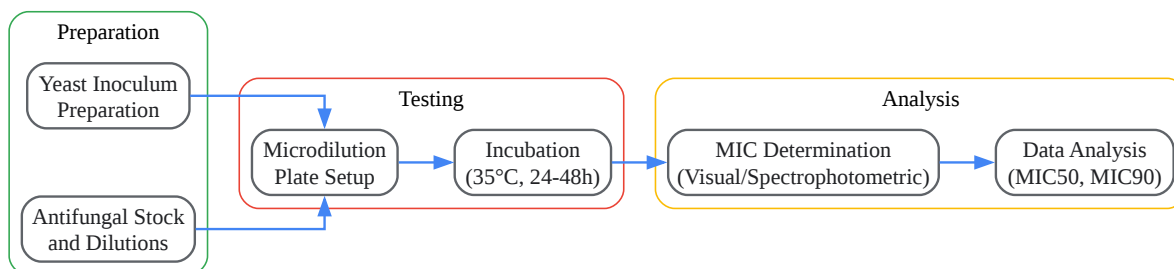 Preparation
Yeast Inoculum
Preparation
Antifungal Stock
and Dilutions
Testing
Microdilution
Plate Setup
Incubation
(35°C, 24-48h)
Analysis
MIC Determination
(Visual/Spectrophotometric)
Data Analysis
(MIC50, MIC90)